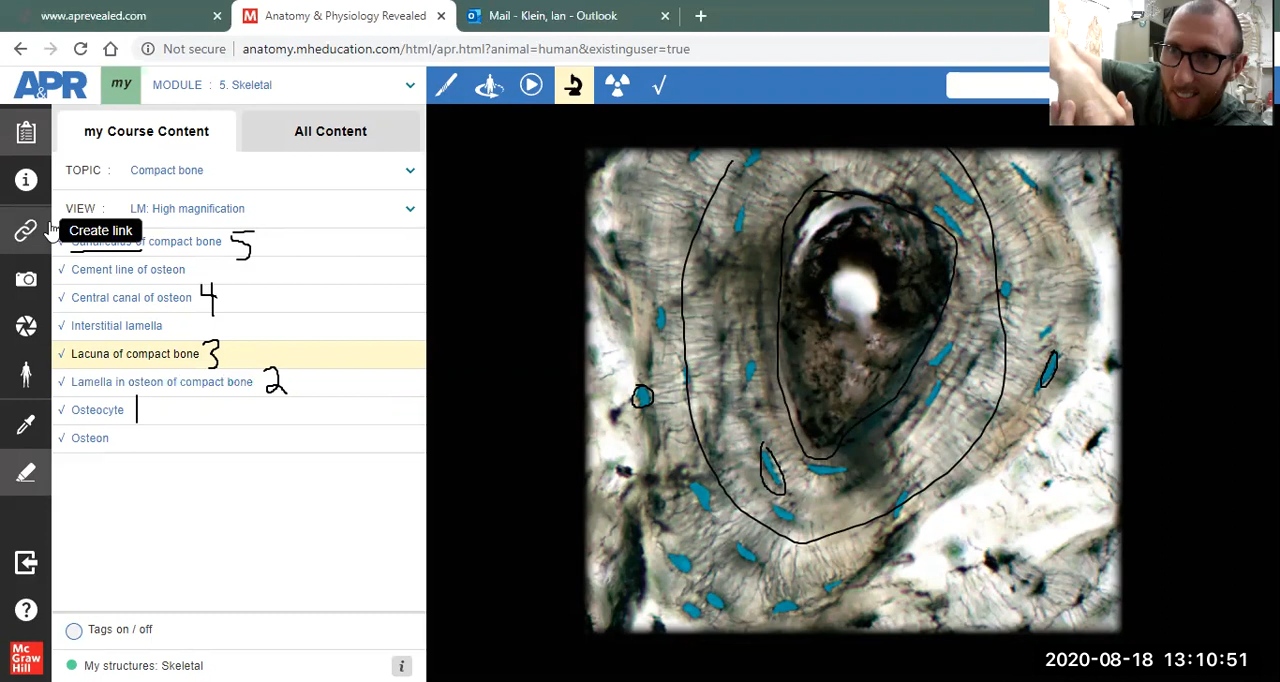 www.aprevealed.com
Anatomy & Physiology Revealed
Mail - Klein, Ian - Outlook
Not secure
anatomy.mheducation.com/html/apr.html?animal=human&existinguser=true
A&PR
my
MODULE : 5. Skeletal
my Course Content
All Content
TOPIC : Compact bone
VIEW : LM: High magnification
Create link
of compact bone 5
Cement line of osteon
Central canal of osteon 4
Interstitial lamella
Lacuna of compact bone 3
Lamella in osteon of compact bone 2
Osteocyte 1
Osteon
Tags on / off
My structures: Skeletal
Mc
Graw
Hill
2020-08-18 13:10:51